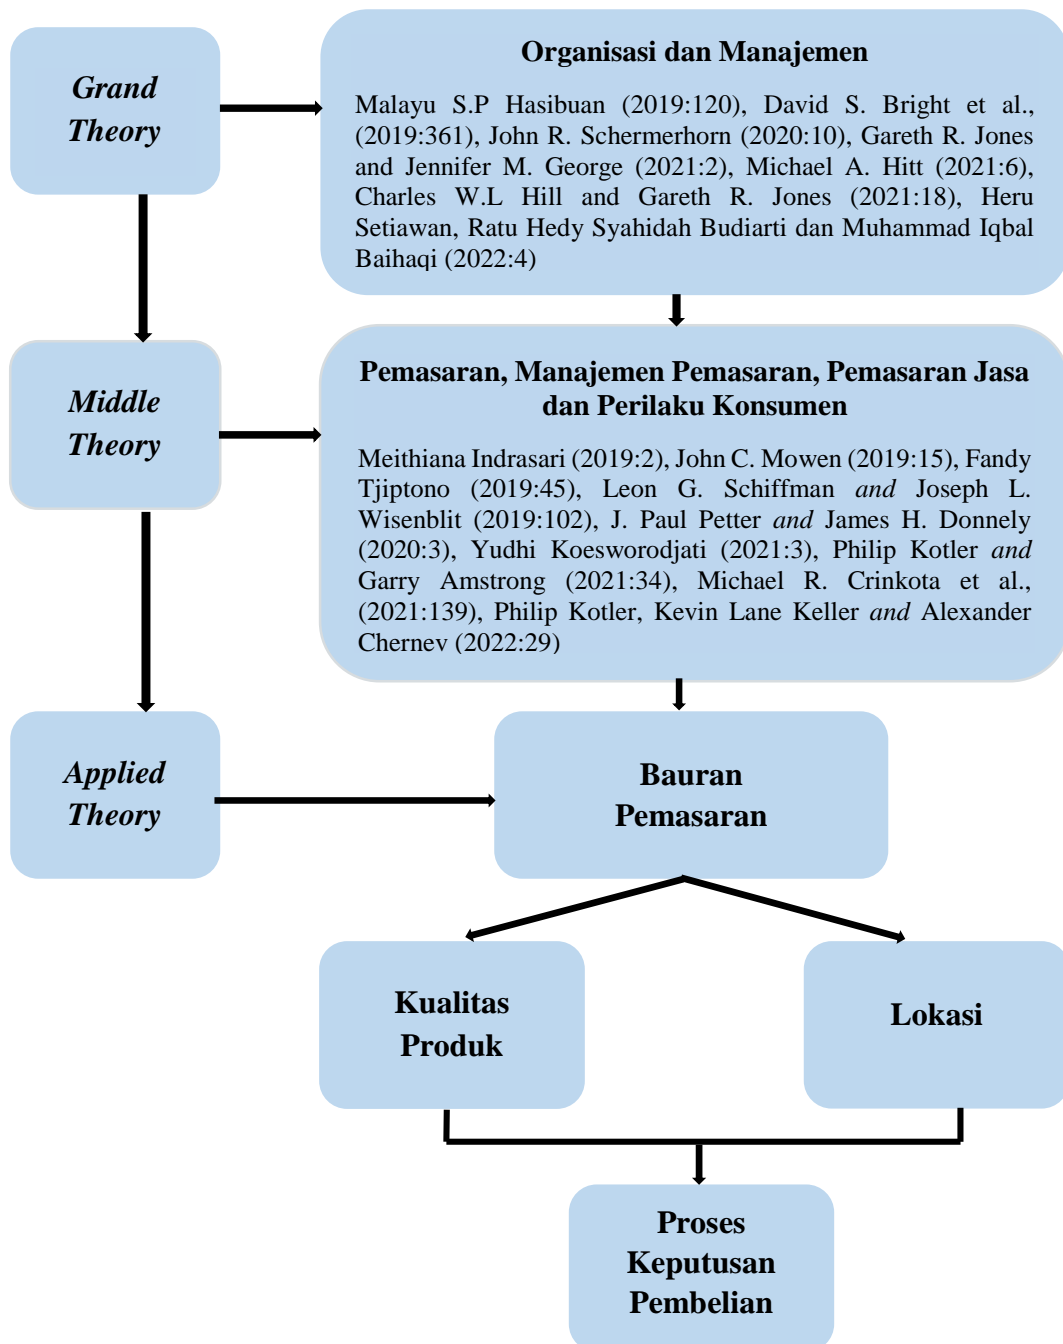 Grand
Theory
Organisasi dan Manajemen
Malayu S.P Hasibuan (2019:120), David S. Bright et al.,
(2019:361), John R. Schermerhorn (2020:10), Gareth R. Jones
and Jennifer M. George (2021:2), Michael A. Hitt (2021:6),
Charles W.L Hill and Gareth R. Jones (2021:18), Heru
Setiawan, Ratu Hedy Syahidah Budiarti dan Muhammad Iqbal
Baihaqi (2022:4)
Middle
Theory
Pemasaran, Manajemen Pemasaran, Pemasaran Jasa
dan Perilaku Konsumen
Meithiana Indrasari (2019:2), John C. Mowen (2019:15), Fandy
Tjiptono (2019:45), Leon G. Schiffman and Joseph L.
Wisenblit (2019:102), J. Paul Petter and James H. Donnely
(2020:3), Yudhi Koesworodjati (2021:3), Philip Kotler and
Garry Amstrong (2021:34), Michael R. Crinkota et al.,
(2021:139), Philip Kotler, Kevin Lane Keller and Alexander
Chernev (2022:29)
Applied
Theory
Bauran
Pemasaran
Kualitas
Produk
Lokasi
Proses
Keputusan
Pembelian